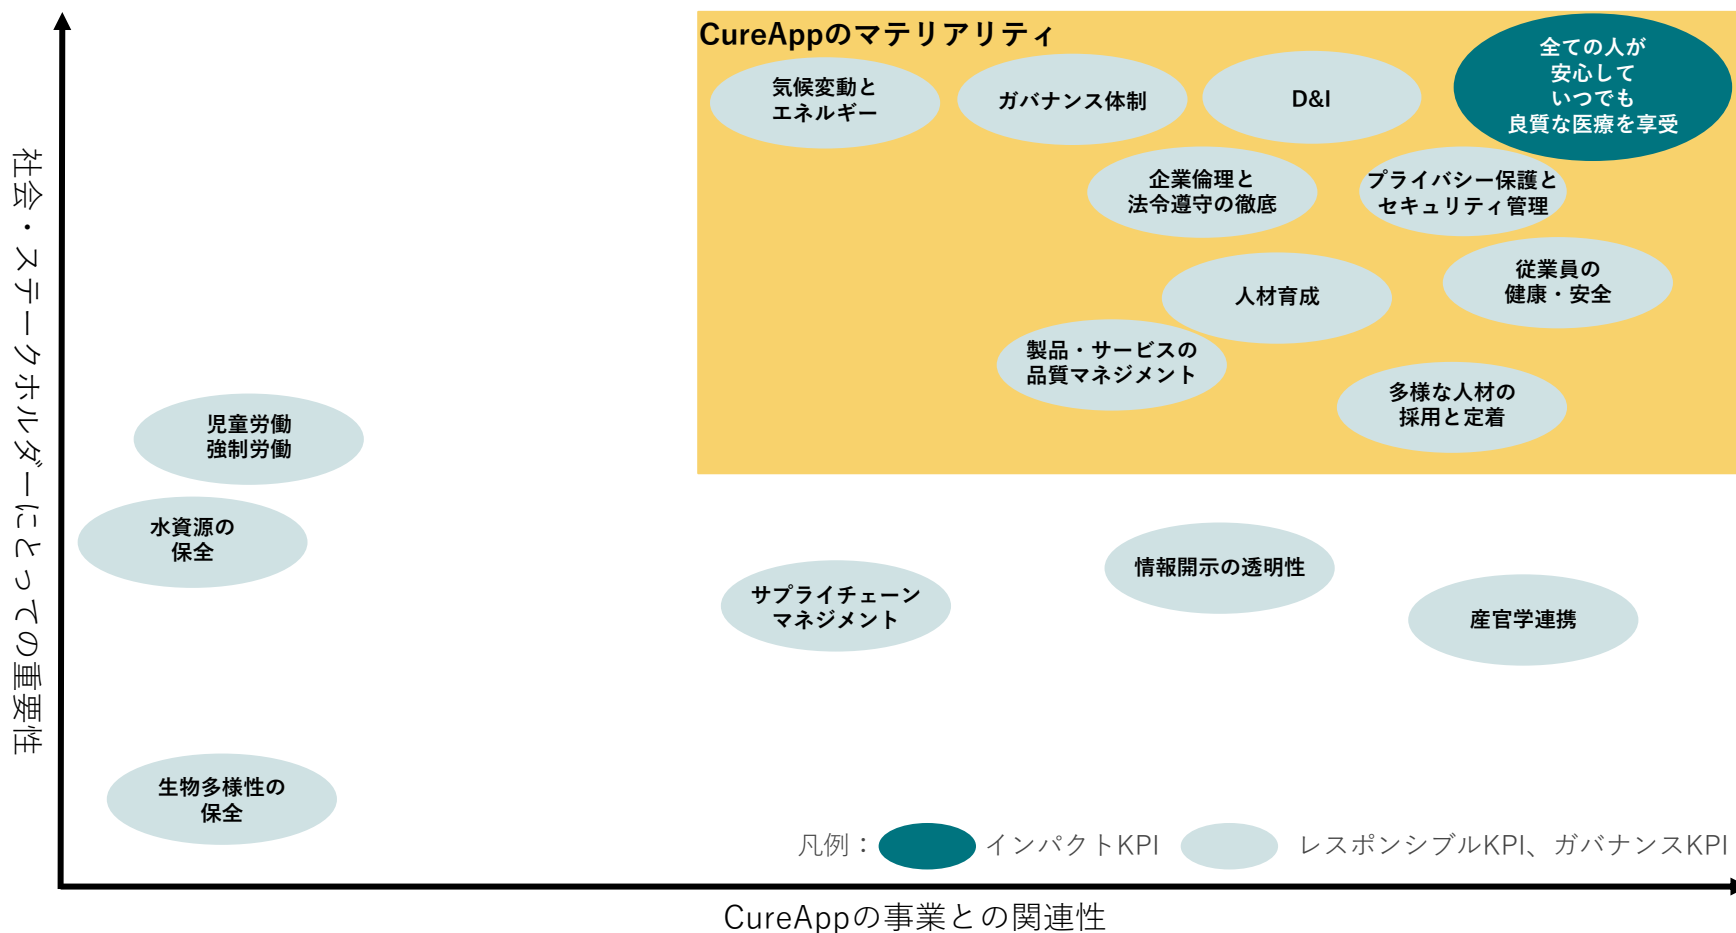 CureAppのマテリアリティ
気候変動と
エネルギー
ガバナンス体制
D&I
全ての人が
安心して
いつでも
良質な医療を享受
企業倫理と
法令遵守の徹底
プライバシー保護と
セキュリティ管理
人材育成
従業員の
健康・安全
製品・サービスの
品質マネジメント
多様な人材の
採用と定着
児童労働
強制労働
水資源の
保全
サプライチェーン
マネジメント
情報開示の透明性
産官学連携
生物多様性の
保全
凡例：
インパクトKPI
レスポンシブルKPI、ガバナンスKPI
社会・ステークホルダーにとっての重要性
CureAppの事業との関連性